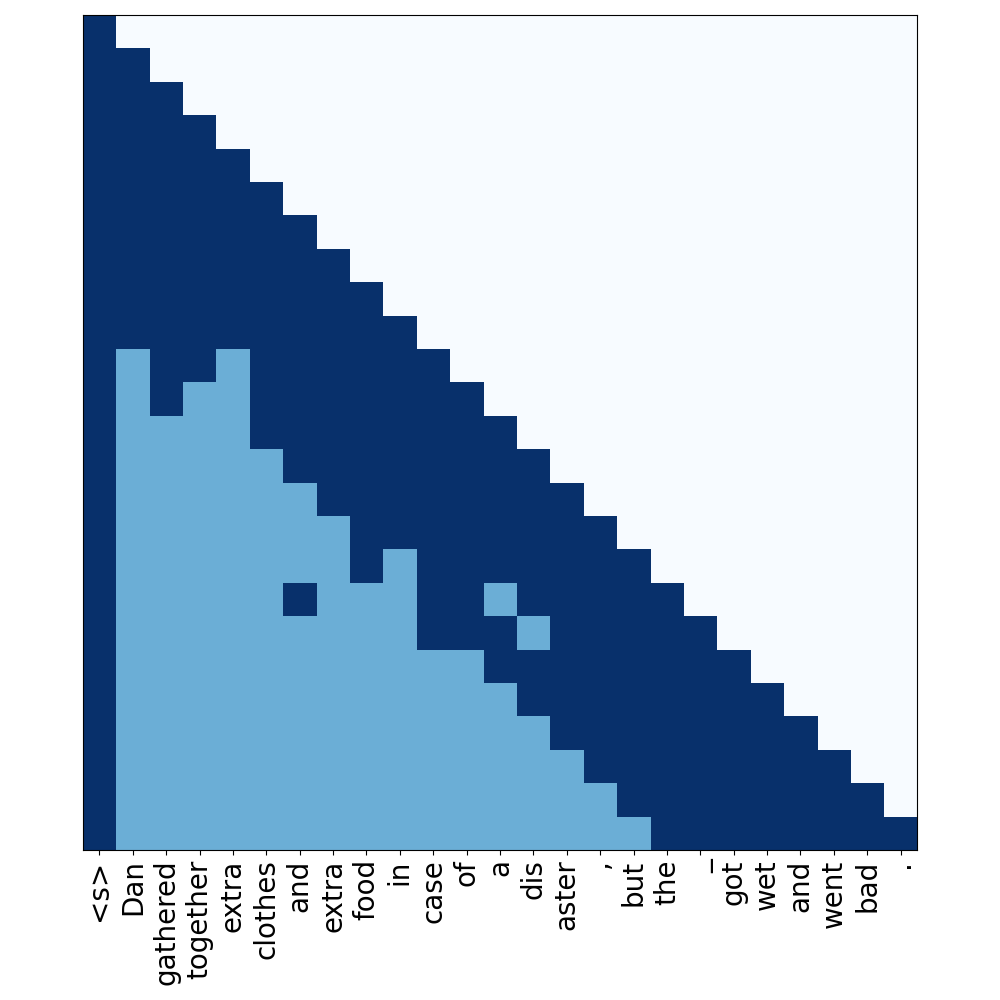 <s>
Dan
gathered
together
extra
clothes
and
extra
food
in
case
of
a
dis
aster
,
but
the
_
got
wet
and
went
bad
.